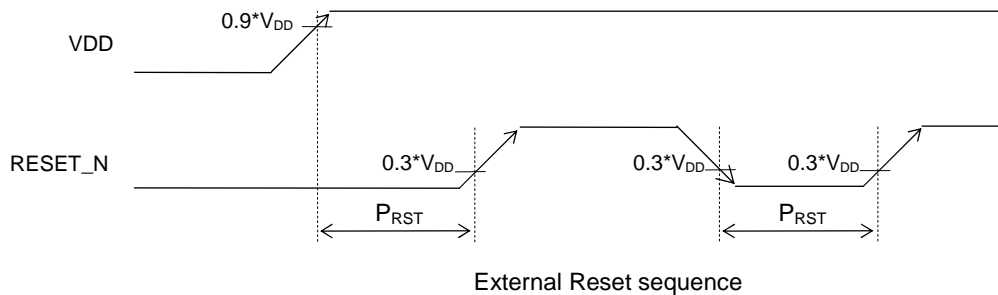 0.9*VDD
VDD
RESET_N
0.3*VDD
0.3*VDD
0.3*VDD
PRST
PRST
External Reset sequence